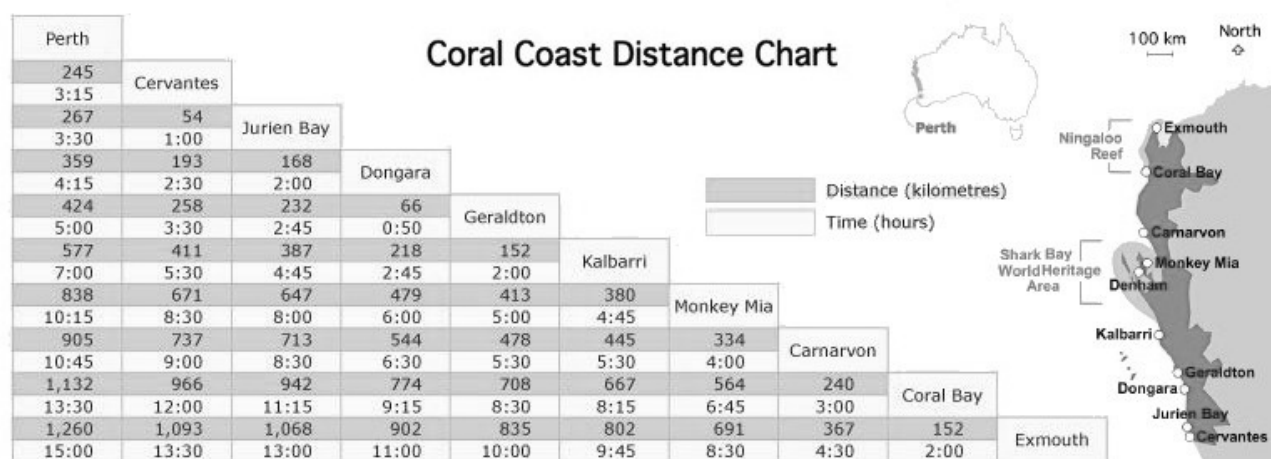 Coral Coast Distance Chart
Perth
245
3:15 Cervantes
267 54
3:30 1:00 Jurien Bay
359 193 168
4:15 2:30 2:00 Dongara
424 258 232 66
5:00 3:30 2:45 0:50 Geraldton
577 411 387 218 152
7:00 5:30 4:45 2:45 2:00 Kalbarri
838 671 647 479 413 380
10:15 8:30 8:00 6:00 5:00 4:45 Monkey Mia
905 737 713 544 478 445 334
10:45 9:00 8:30 6:30 5:30 5:30 4:00 Carnarvon
1,132 966 942 774 708 667 564 240
13:30 12:00 11:15 9:15 8:30 8:15 6:45 3:00 Coral Bay
1,260 1,093 1,068 902 835 802 691 367 152
15:00 13:30 13:00 11:00 10:00 9:45 8:30 4:30 2:00 Exmouth
Distance (kilometres)
Time (hours)
Perth
100 km
North
Ningaloo
Reef
Exmouth
Coral Bay
Carnarvon
Shark Bay
World Heritage
Area
Monkey Mia
Denham
Kalbarri
Geraldton
Dongara
Jurien Bay
Cervantes